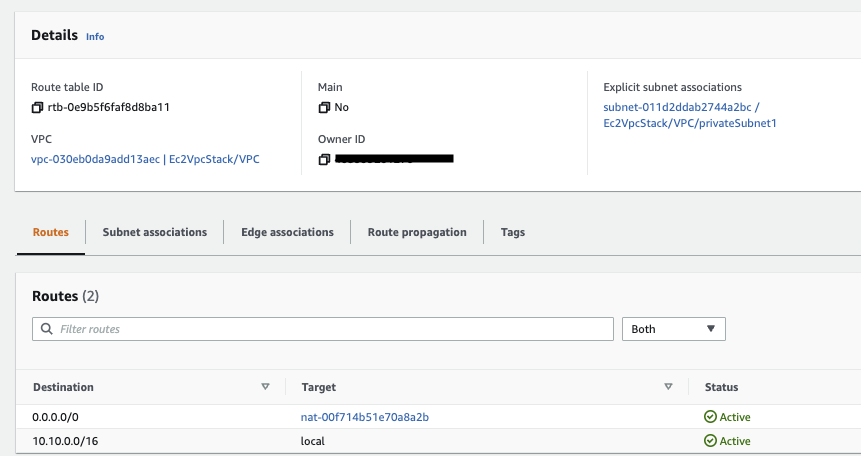 Details Info
Route table ID
rtb-0e9b5f6faf8d8ba11
Main
No
Explicit subnet associations
subnet-011d2ddab2744a2bc /
Ec2VpcStack/VPC/privateSubnet1
VPC
vpc-030eb0da9add13aec | Ec2VpcStack/VPC
Owner ID
Routes Subnet associations Edge associations Route propagation Tags
Routes (2)
Filter routes Both
Destination Target Status
0.0.0.0/0 nat-00f714b51e70a8a2b Active
10.10.0.0/16 local Active